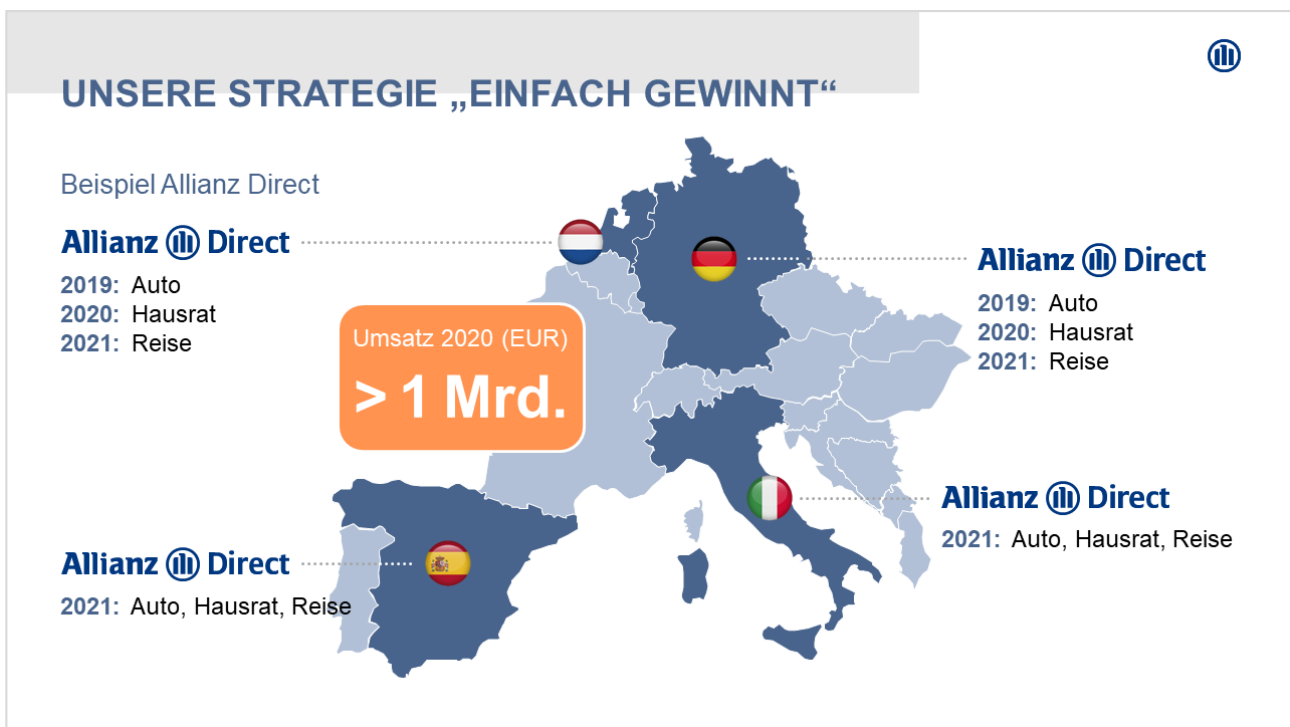 UNSERE STRATEGIE „EINFACH GEWINNT“
Beispiel Allianz Direct
Allianz Direct
2019: Auto
2020: Hausrat
2021: Reise
Umsatz 2020 (EUR)
> 1 Mrd.
Allianz Direct
2019: Auto
2020: Hausrat
2021: Reise
Allianz Direct
2021: Auto, Hausrat, Reise
Allianz Direct
2021: Auto, Hausrat, Reise